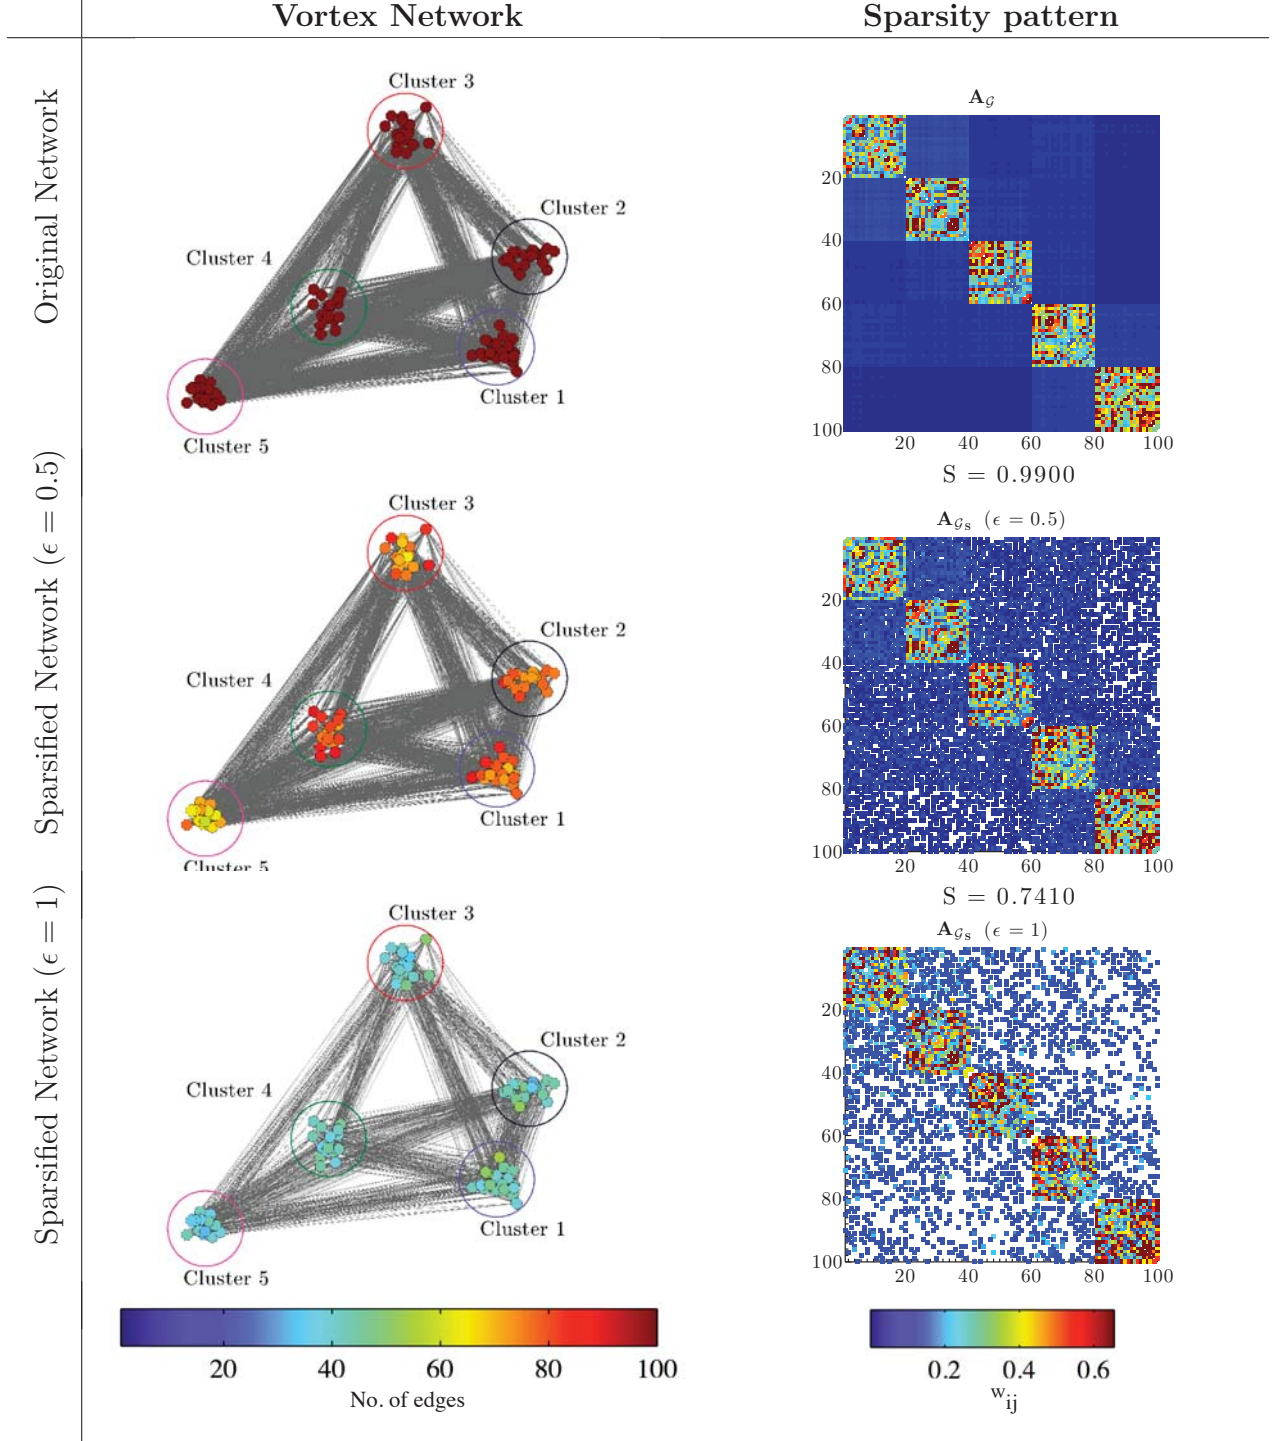 Vortex Network
Sparsity pattern
Original Network
Cluster 3
Cluster 2
Cluster 4
Cluster 1
Cluster 5
A𝒢
20
40
60
80
100
20 40 60 80 100
S = 0.9900
Sparsified Network (ϵ = 0.5)
Cluster 3
Cluster 2
Cluster 4
Cluster 1
Cluster 5
A𝒢s (ϵ = 0.5)
20
40
60
80
100
20 40 60 80 100
S = 0.7410
Sparsified Network (ϵ = 1)
Cluster 3
Cluster 2
Cluster 4
Cluster 1
Cluster 5
A𝒢s (ϵ = 1)
20
40
60
80
100
20 40 60 80 100
20 40 60 80 100
No. of edges
0.2 0.4 0.6
wij